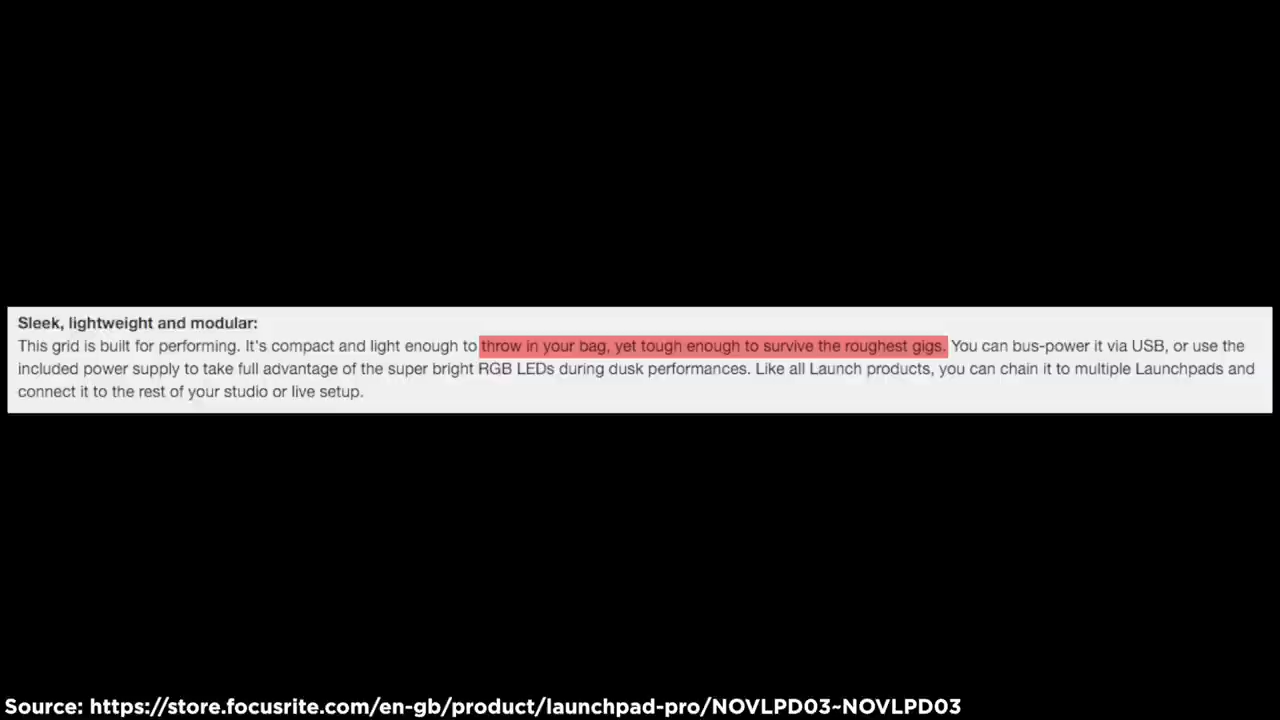 Sleek, lightweight and modular:
This grid is built for performing. It's compact and light enough to throw in your bag, yet tough enough to survive the roughest gigs. You can bus-power it via USB, or use the
included power supply to take full advantage of the super bright RGB LEDs during dusk performances. Like all Launch products, you can chain it to multiple Launchpads and
connect it to the rest of your studio or live setup.
Source: https://store.focusrite.com/en-gb/product/launchpad-pro/NOVLPD03~NOVLPD03